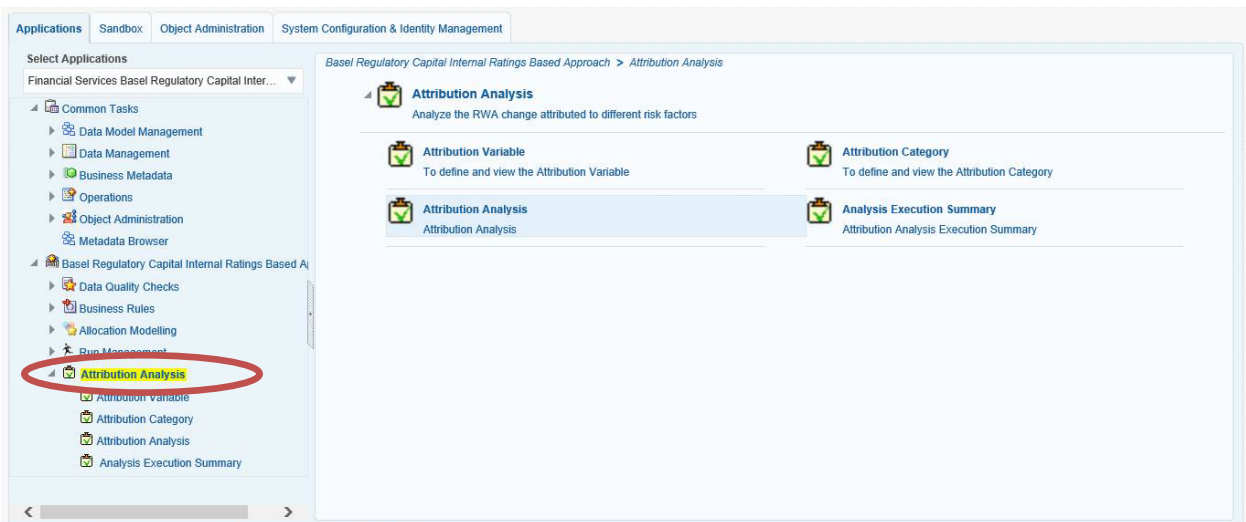 Applications Sandbox Object Administration System Configuration & Identity Management
Select Applications
Financial Services Basel Regulatory Capital Inter...
Common Tasks
Data Model Management
Data Management
Business Metadata
Operations
Object Administration
Metadata Browser
Basel Regulatory Capital Internal Ratings Based A
Data Quality Checks
Business Rules
Allocation Modelling
Run Management
Attribution Analysis
Attribution Variable
Attribution Category
Attribution Analysis
Analysis Execution Summary
Basel Regulatory Capital Internal Ratings Based Approach > Attribution Analysis
Attribution Analysis
Analyze the RWA change attributed to different risk factors
Attribution Variable
To define and view the Attribution Variable
Attribution Category
To define and view the Attribution Category
Attribution Analysis
Attribution Analysis
Analysis Execution Summary
Attribution Analysis Execution Summary